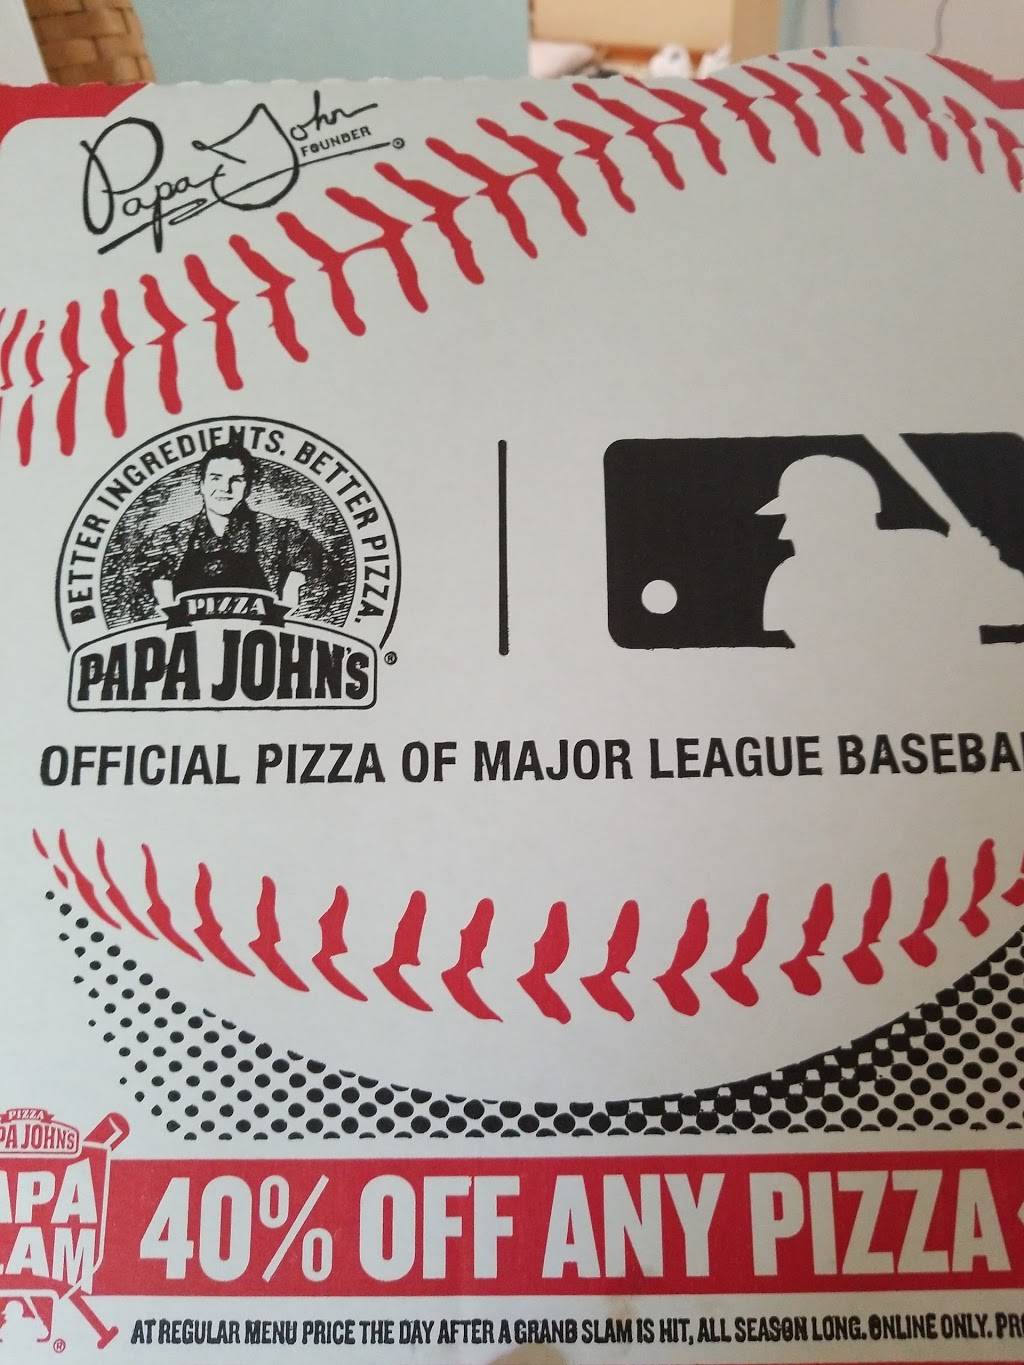 Papa John
FOUNDER
BETTER INGREDIENTS. BETTER PIZZA.
PIZZA
PAPA JOHN'S®
OFFICIAL PIZZA OF MAJOR LEAGUE BASEBA
PIZZA
PA JOHN'S
APA
LAM
®
40% OFF ANY PIZZA
AT REGULAR MENU PRICE THE DAY AFTER A GRAND SLAM IS HIT, ALL SEASON LONG. ONLINE ONLY. PR